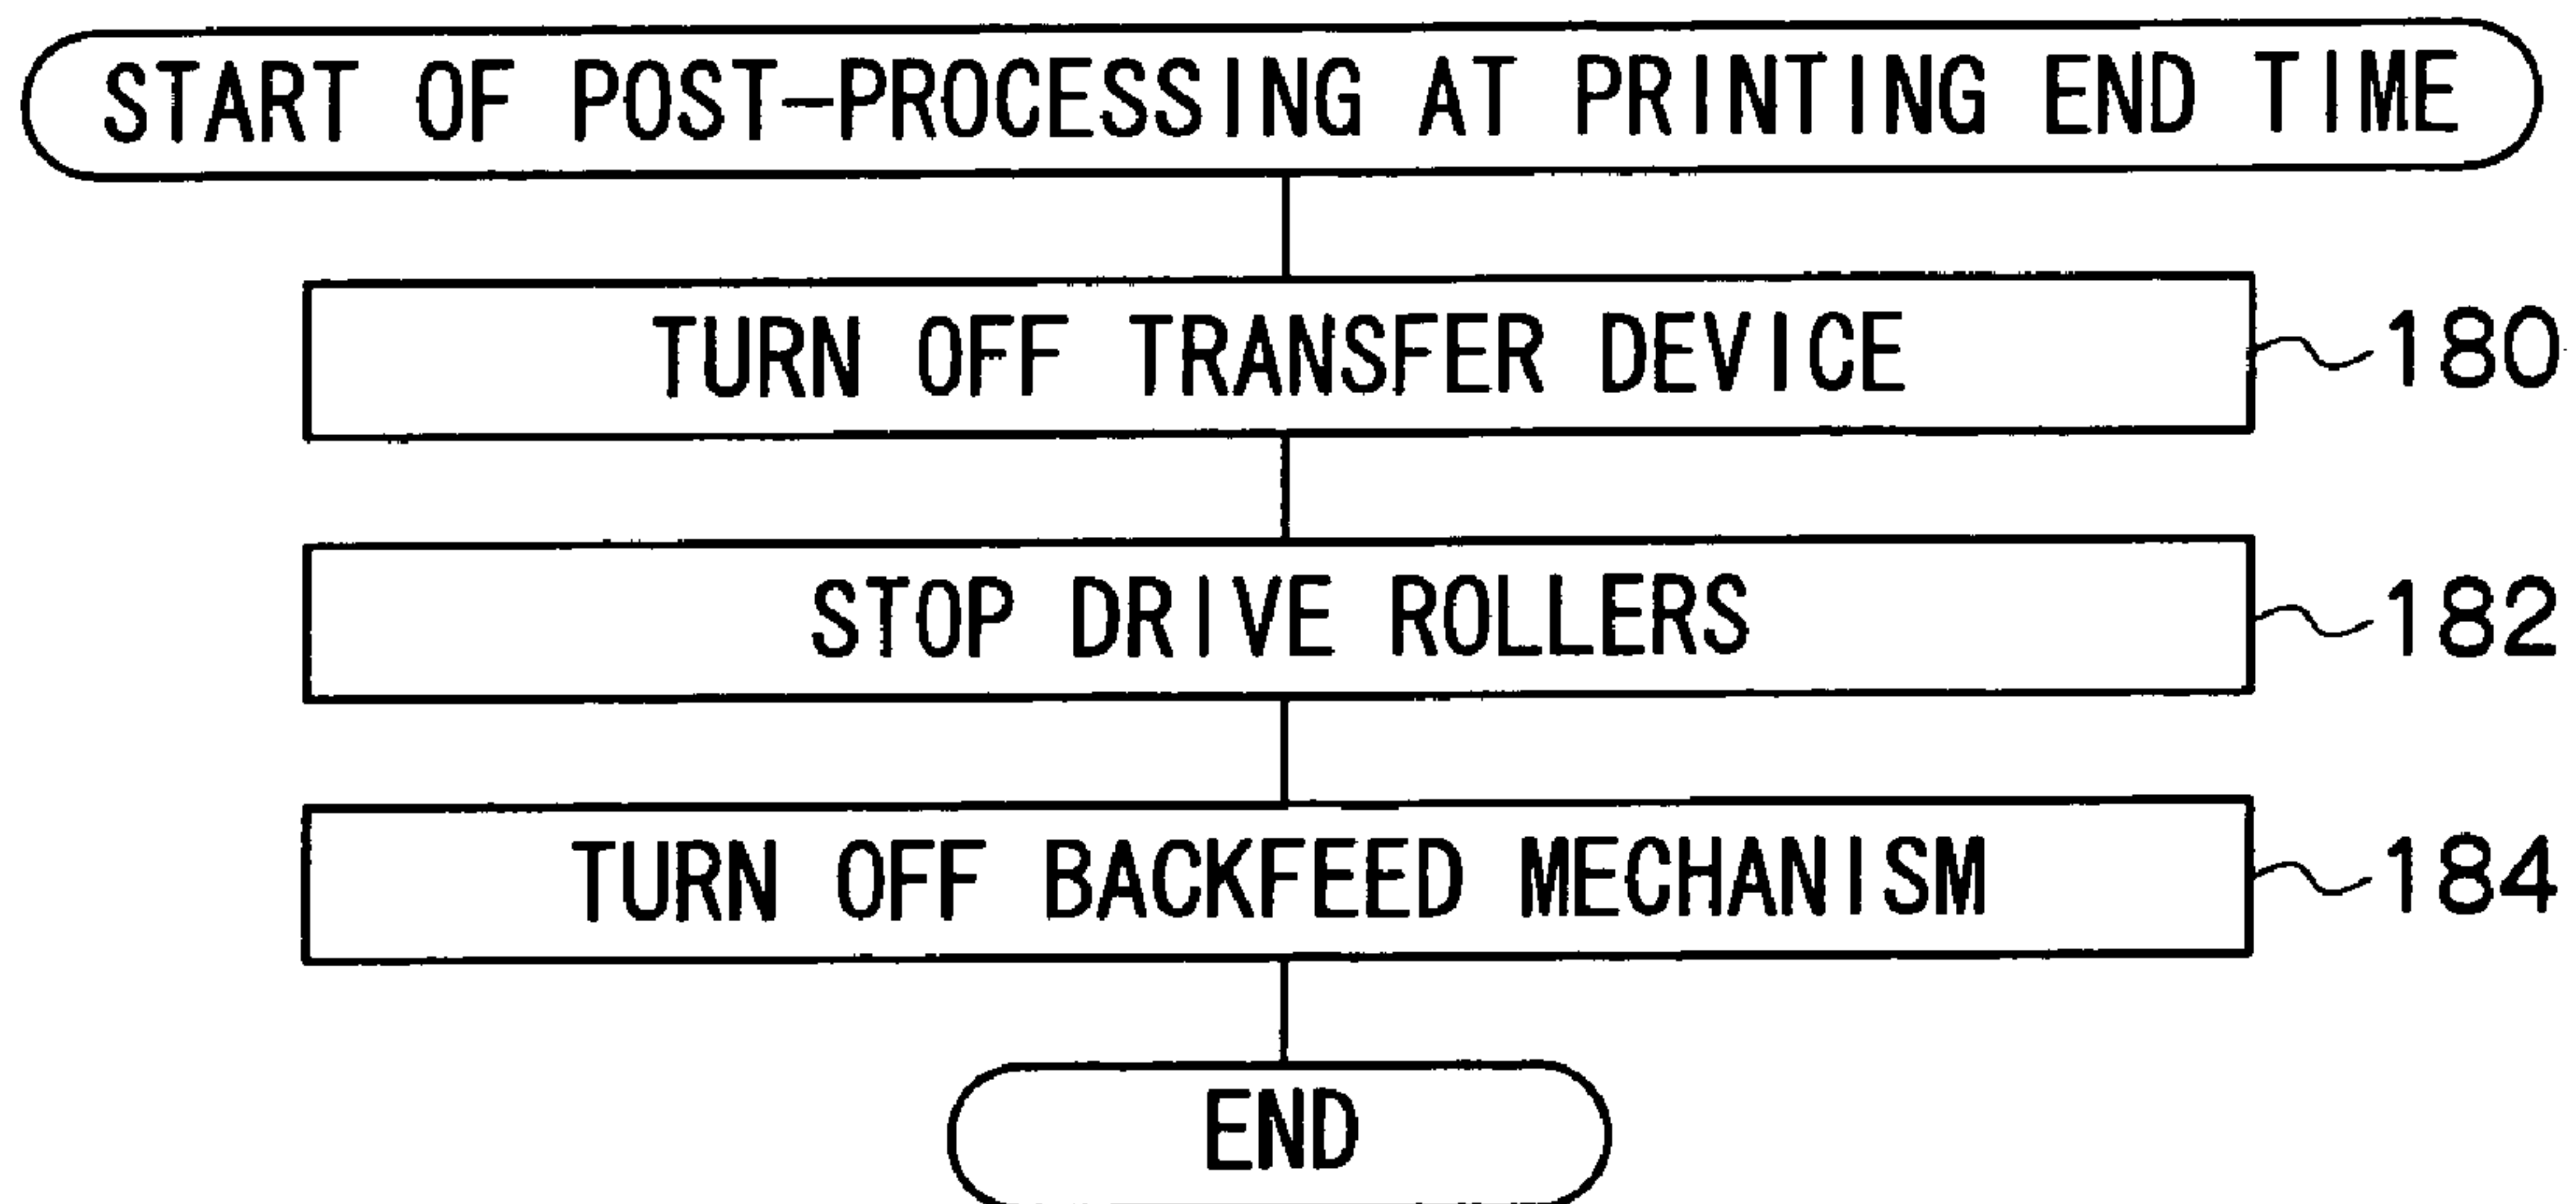 START OF POST-PROCESSING AT PRINTING END TIME
TURN OFF TRANSFER DEVICE
180
STOP DRIVE ROLLERS
182
TURN OFF BACKFEED MECHANISM
184
END